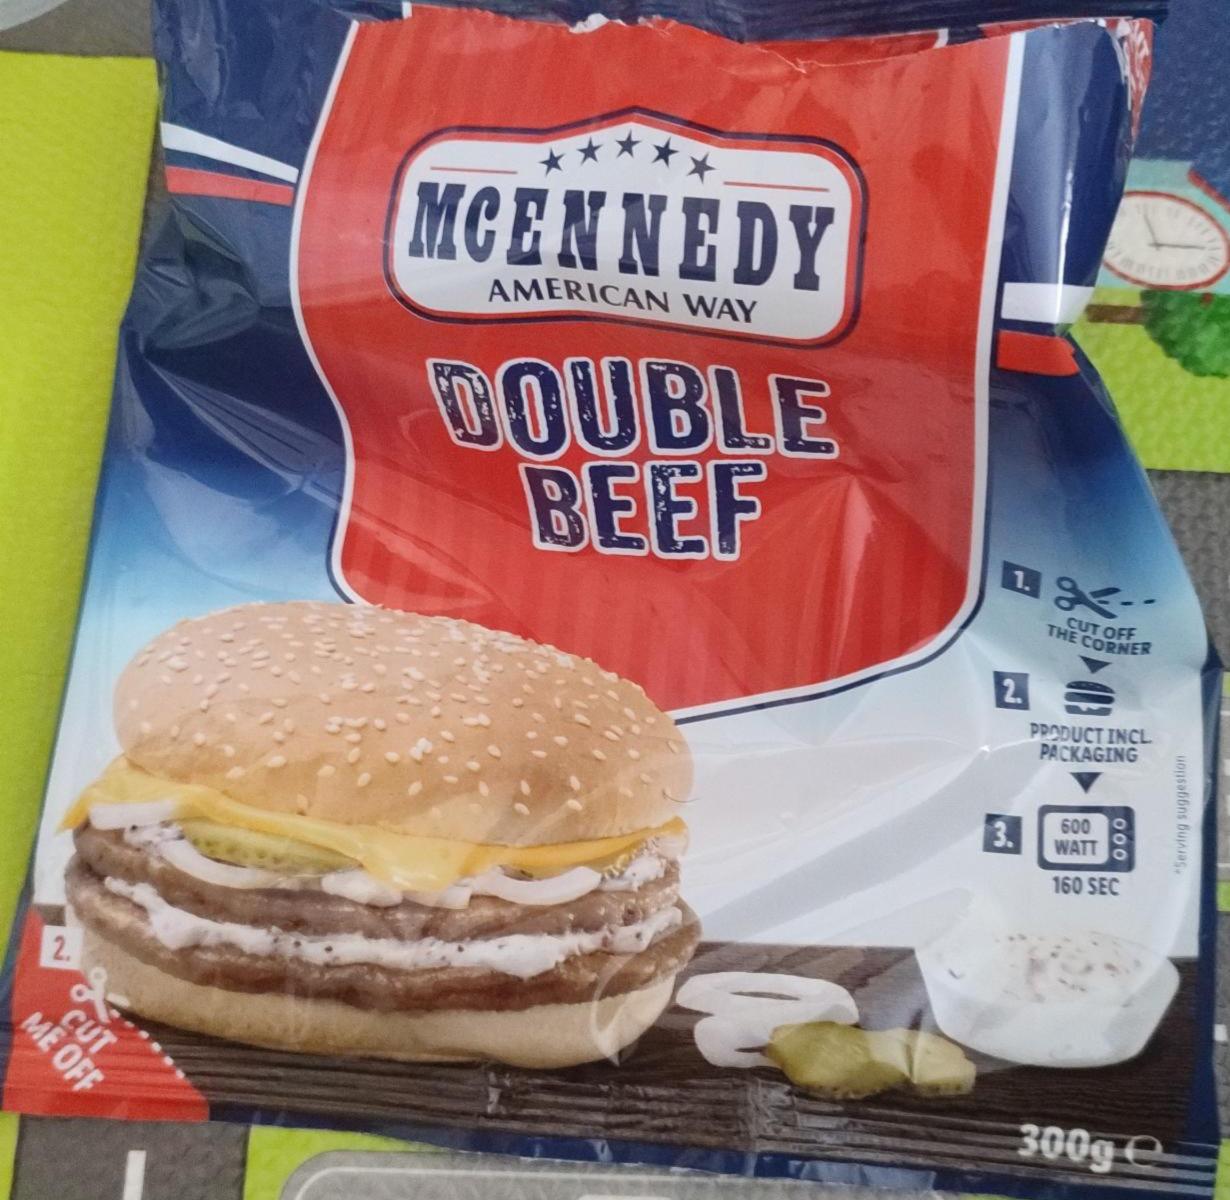 MCENNEDY
AMERICAN WAY
DOUBLE
BEEF
1.
CUT OFF
THE CORNER
2.
PRODUCT INCL.
PACKAGING
3.
600
WATT
160 SEC
*Serving suggestion
2.
CUT
ME OFF
300g ℮